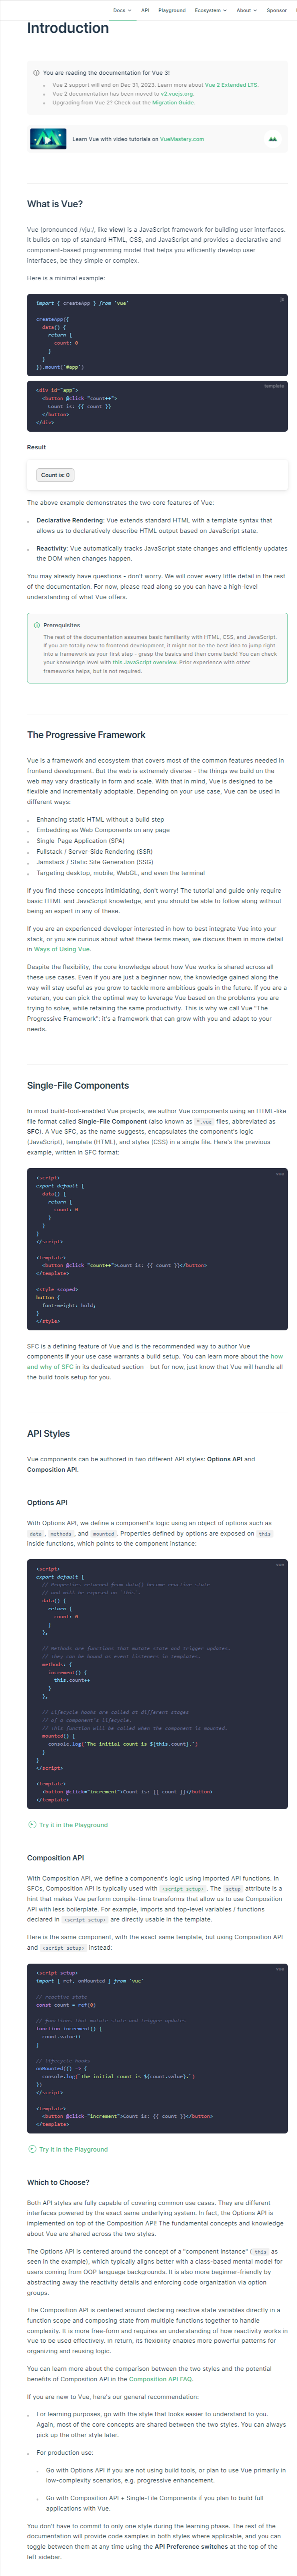 Docs API Playground Ecosystem About Sponsor
Introduction
You are reading the documentation for Vue 3!
Vue 2 support will end on Dec 31, 2023. Learn more about Vue 2 Extended LTS.
Vue 2 documentation has been moved to v2.vuejs.org.
Upgrading from Vue 2? Check out the Migration Guide.
Learn Vue with video tutorials on VueMastery.com
What is Vue?
Vue (pronounced /vjuː/, like view) is a JavaScript framework for building user interfaces.
It builds on top of standard HTML, CSS, and JavaScript and provides a declarative and
component-based programming model that helps you efficiently develop user
interfaces, be they simple or complex.
Here is a minimal example:
js
import { createApp } from 'vue'
createApp({
data() {
return {
count: 0
}
}
}).mount('#app')
template
<div id="app">
<button @click="count++">
Count is: {{ count }}
</button>
</div>
Result
Count is: 0
The above example demonstrates the two core features of Vue:
Declarative Rendering: Vue extends standard HTML with a template syntax that
allows us to declaratively describe HTML output based on JavaScript state.
Reactivity: Vue automatically tracks JavaScript state changes and efficiently updates
the DOM when changes happen.
You may already have questions - don't worry. We will cover every little detail in the rest
of the documentation. For now, please read along so you can have a high-level
understanding of what Vue offers.
Prerequisites
The rest of the documentation assumes basic familiarity with HTML, CSS, and JavaScript.
If you are totally new to frontend development, it might not be the best idea to jump right
into a framework as your first step - grasp the basics and then come back! You can check
your knowledge level with this JavaScript overview. Prior experience with other
frameworks helps, but is not required.
The Progressive Framework
Vue is a framework and ecosystem that covers most of the common features needed in
frontend development. But the web is extremely diverse - the things we build on the
web may vary drastically in form and scale. With that in mind, Vue is designed to be
flexible and incrementally adoptable. Depending on your use case, Vue can be used in
different ways:
Enhancing static HTML without a build step
Embedding as Web Components on any page
Single-Page Application (SPA)
Fullstack / Server-Side Rendering (SSR)
Jamstack / Static Site Generation (SSG)
Targeting desktop, mobile, WebGL, and even the terminal
If you find these concepts intimidating, don't worry! The tutorial and guide only require
basic HTML and JavaScript knowledge, and you should be able to follow along without
being an expert in any of these.
If you are an experienced developer interested in how to best integrate Vue into your
stack, or you are curious about what these terms mean, we discuss them in more detail
in Ways of Using Vue.
Despite the flexibility, the core knowledge about how Vue works is shared across all
these use cases. Even if you are just a beginner now, the knowledge gained along the
way will stay useful as you grow to tackle more ambitious goals in the future. If you are a
veteran, you can pick the optimal way to leverage Vue based on the problems you are
trying to solve, while retaining the same productivity. This is why we call Vue "The
Progressive Framework": it's a framework that can grow with you and adapt to your
needs.
Single-File Components
In most build-tool-enabled Vue projects, we author Vue components using an HTML-like
file format called Single-File Component (also known as *.vue files, abbreviated as
SFC). A Vue SFC, as the name suggests, encapsulates the component's logic
(JavaScript), template (HTML), and styles (CSS) in a single file. Here's the previous
example, written in SFC format:
vue
<script>
export default {
data() {
return {
count: 0
}
}
}
</script>
<template>
<button @click="count++">Count is: {{ count }}</button>
</template>
<style scoped>
button {
font-weight: bold;
}
</style>
SFC is a defining feature of Vue and is the recommended way to author Vue
components if your use case warrants a build setup. You can learn more about the how
and why of SFC in its dedicated section - but for now, just know that Vue will handle all
the build tools setup for you.
API Styles
Vue components can be authored in two different API styles: Options API and
Composition API.
Options API
With Options API, we define a component's logic using an object of options such as
data, methods, and mounted. Properties defined by options are exposed on this
inside functions, which points to the component instance:
vue
<script>
export default {
// Properties returned from data() become reactive state
// and will be exposed on `this`.
data() {
return {
count: 0
}
},
// Methods are functions that mutate state and trigger updates.
// They can be bound as event listeners in templates.
methods: {
increment() {
this.count++
}
},
// Lifecycle hooks are called at different stages
// of a component's lifecycle.
// This function will be called when the component is mounted.
mounted() {
console.log(`The initial count is ${this.count}.`)
}
}
</script>
<template>
<button @click="increment">Count is: {{ count }}</button>
</template>
Try it in the Playground
Composition API
With Composition API, we define a component's logic using imported API functions. In
SFCs, Composition API is typically used with <script setup>. The setup attribute is a
hint that makes Vue perform compile-time transforms that allow us to use Composition
API with less boilerplate. For example, imports and top-level variables / functions
declared in <script setup> are directly usable in the template.
Here is the same component, with the exact same template, but using Composition API
and <script setup> instead:
vue
<script setup>
import { ref, onMounted } from 'vue'
// reactive state
const count = ref(0)
// functions that mutate state and trigger updates
function increment() {
count.value++
}
// lifecycle hooks
onMounted(() => {
console.log(`The initial count is ${count.value}.`)
})
</script>
<template>
<button @click="increment">Count is: {{ count }}</button>
</template>
Try it in the Playground
Which to Choose?
Both API styles are fully capable of covering common use cases. They are different
interfaces powered by the exact same underlying system. In fact, the Options API is
implemented on top of the Composition API! The fundamental concepts and knowledge
about Vue are shared across the two styles.
The Options API is centered around the concept of a "component instance" (this as
seen in the example), which typically aligns better with a class-based mental model for
users coming from OOP language backgrounds. It is also more beginner-friendly by
abstracting away the reactivity details and enforcing code organization via option
groups.
The Composition API is centered around declaring reactive state variables directly in a
function scope and composing state from multiple functions together to handle
complexity. It is more free-form and requires an understanding of how reactivity works in
Vue to be used effectively. In return, its flexibility enables more powerful patterns for
organizing and reusing logic.
You can learn more about the comparison between the two styles and the potential
benefits of Composition API in the Composition API FAQ.
If you are new to Vue, here's our general recommendation:
For learning purposes, go with the style that looks easier to understand to you.
Again, most of the core concepts are shared between the two styles. You can always
pick up the other style later.
For production use:
Go with Options API if you are not using build tools, or plan to use Vue primarily in
low-complexity scenarios, e.g. progressive enhancement.
Go with Composition API + Single-File Components if you plan to build full
applications with Vue.
You don't have to commit to only one style during the learning phase. The rest of the
documentation will provide code samples in both styles where applicable, and you can
toggle between them at any time using the API Preference switches at the top of the
left sidebar.